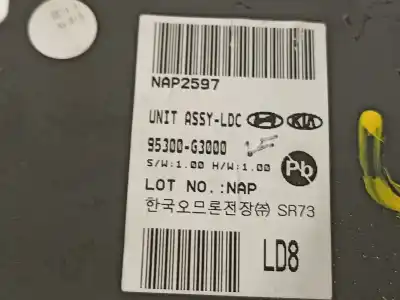 NAP2597
UNIT ASSY-LDC KIA
95300-G3000
S/W:1.00 H/W:1.00 Pb
LOT NO.:NAP
한국오므론전장㈜ SR73
LD8